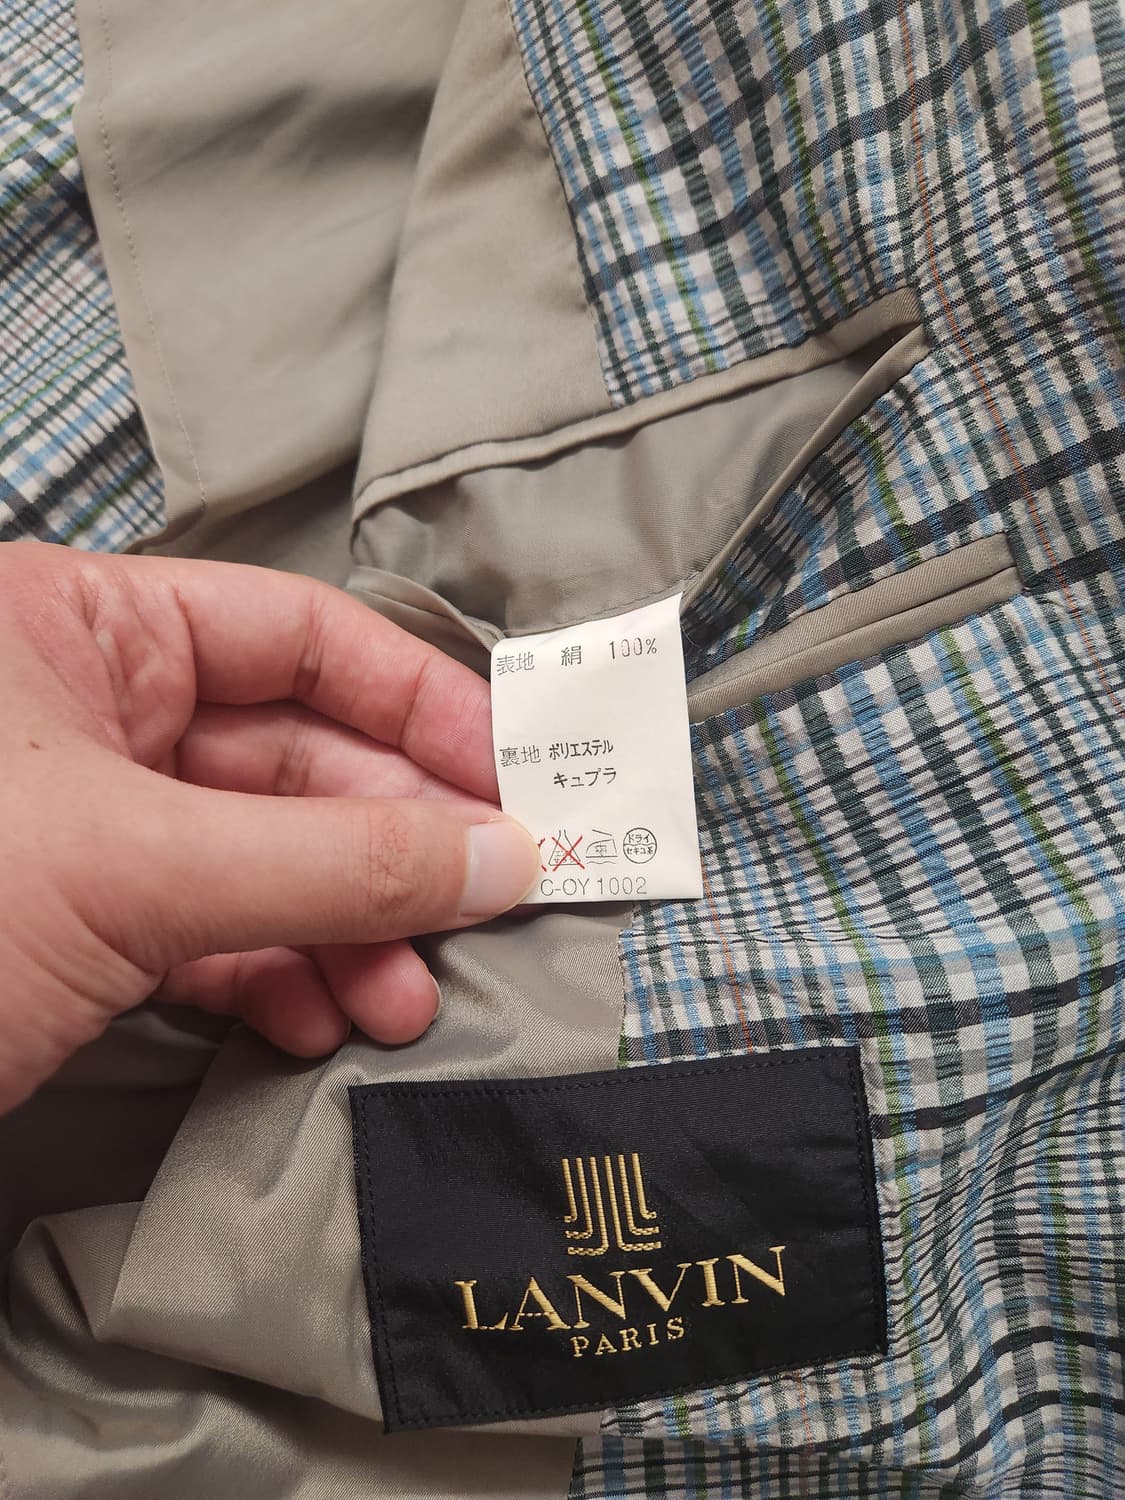 表地 絹 100%
裏地 ポリエステル
キュプラ
ドライ
セキユ系
C-OY 1002
LANVIN
PARIS